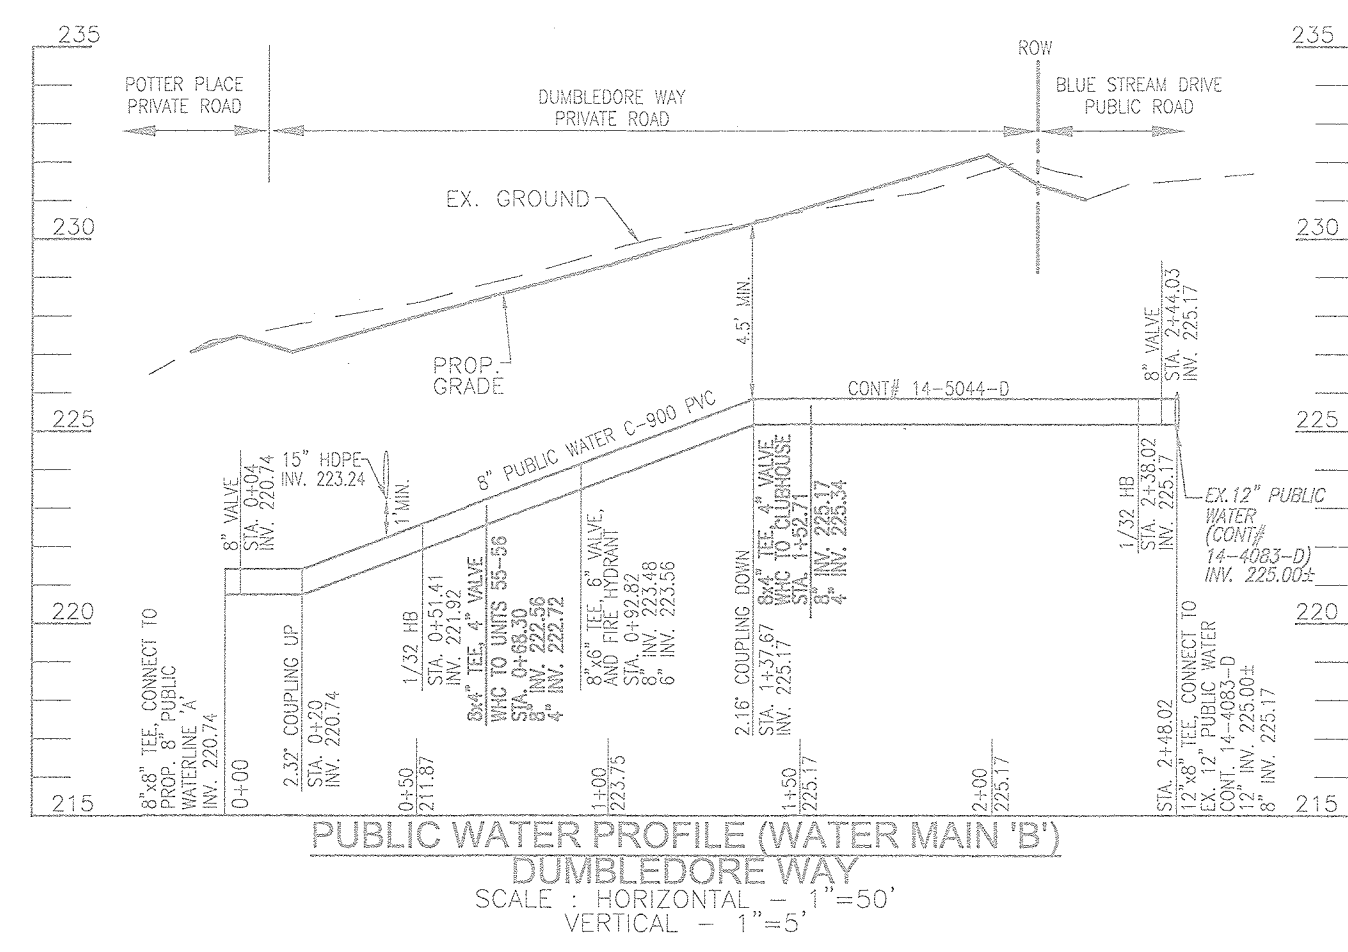 235
235
ROW
POTTER PLACE
PRIVATE ROAD
DUMBLEDORE WAY
PRIVATE ROAD
BLUE STREAM DRIVE
PUBLIC ROAD
EX. GROUND
230
230
4.5' MIN.
8" VALVE
STA. 2+44.03
INV. 225.17
PROP.
GRADE
CONT# 14-5044-D
225
225
8" PUBLIC WATER C-900 PVC
15" HDPE
INV. 223.24
1' MIN.
8" VALVE
STA. 0+04
INV. 220.74
EX.12" PUBLIC
WATER
(CONT#
14-4083-D)
INV. 225.00±
1/32 HB
STA. 2+38.02
INV. 225.17
8x4" TEE, 4" VALVE
WHC TO CLUBHOUSE
STA. 1+52.71
8" INV. 225.17
4" INV. 225.34
220
220
8"x8" TEE, CONNECT TO
PROP. 8" PUBLIC
WATERLINE 'A'
INV. 220.74
2.32° COUPLING UP
STA. 0+20
INV. 220.74
1/32 HB
STA. 0+51.41
INV. 221.92
8x4" TEE, 4" VALVE
WHC TO UNITS 55-56
STA. 0+68.30
8" INV. 222.56
4" INV. 222.72
8"x6" TEE, 6" VALVE,
AND FIRE HYDRANT
STA. 0+92.82
8" INV. 223.48
6" INV. 223.56
2.16° COUPLING DOWN
STA. 1+37.67
INV. 225.17
STA. 2+48.02
12"x8" TEE, CONNECT TO
EX. 12" PUBLIC WATER
CONT. 14-4083-D
12" INV. 225.00±
8" INV. 225.17
0+00
0+50
211.87
1+00
223.75
1+50
225.17
2+00
225.17
215
215
PUBLIC WATER PROFILE (WATER MAIN 'B')
DUMBLEDORE WAY
SCALE : HORIZONTAL - 1"=50'
VERTICAL - 1"=5'